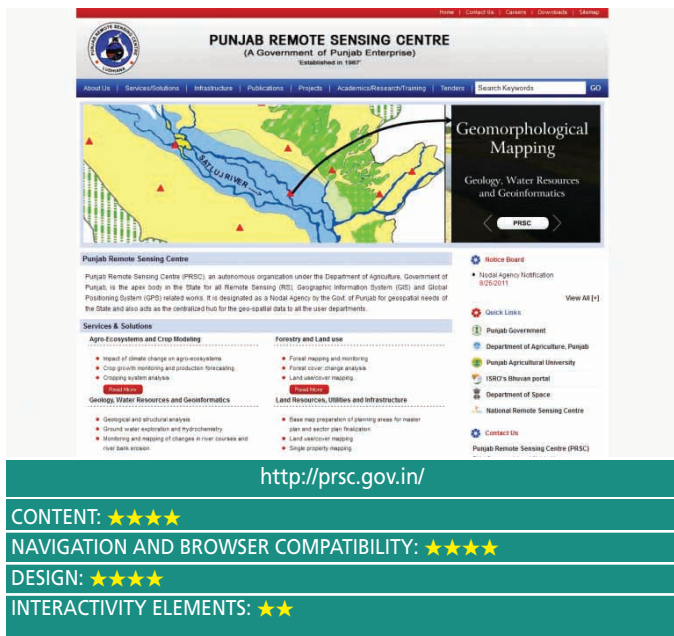 Home | Contact Us | Careers | Downloads | Sitemap
PUNJAB REMOTE SENSING CENTRE
LUDHIANA
PUNJAB REMOTE SENSING CENTRE
(A Government of Punjab Enterprise)
'Established in 1987'
About Us | Services/Solutions | Infrastructure | Publications | Projects | Academics/Research/Training | Tenders | Search Keywords GO
SATLUJ RIVER
Geomorphological
Mapping
Geology, Water Resources
and Geoinformatics
PRSC
Punjab Remote Sensing Centre
Punjab Remote Sensing Centre (PRSC), an autonomous organization under the Department of Agriculture, Government of
Punjab, is the apex body in the State for all Remote Sensing (RS), Geographic Information System (GIS) and Global
Positioning System (GPS) related works. It is designated as a Nodal Agency by the Govt. of Punjab for geospatial needs of
the State and also acts as the centralized hub for the geo-spatial data to all the user departments.
Services & Solutions
Agro-Ecosystems and Crop Modeling
Impact of climate change on agro-ecosystems
Crop growth monitoring and production forecasting
Cropping system analysis
Read More
Forestry and Land use
Forest mapping and monitoring
Forest cover change analysis
Land use/cover mapping
Read More
Geology, Water Resources and Geoinformatics
Geological and structural analysis
Ground water exploration and Hydrochemistry
Monitoring and mapping of changes in river courses and
river bank erosion
Land Resources, Utilities and Infrastructure
Base map preparation of planning areas for master
plan and sector plan finalization
Land use/cover mapping
Single property mapping
Notice Board
Nodal Agency Notification
8/26/2011
View All [+]
Quick Links
Punjab Government
Department of Agriculture, Punjab
Punjab Agricultural University
ISRO's Bhuvan portal
Department of Space
National Remote Sensing Centre
Contact Us
Punjab Remote Sensing Centre (PRSC)
http://prsc.gov.in/
CONTENT: ★★★★
NAVIGATION AND BROWSER COMPATIBILITY: ★★★★
DESIGN: ★★★★
INTERACTIVITY ELEMENTS: ★★